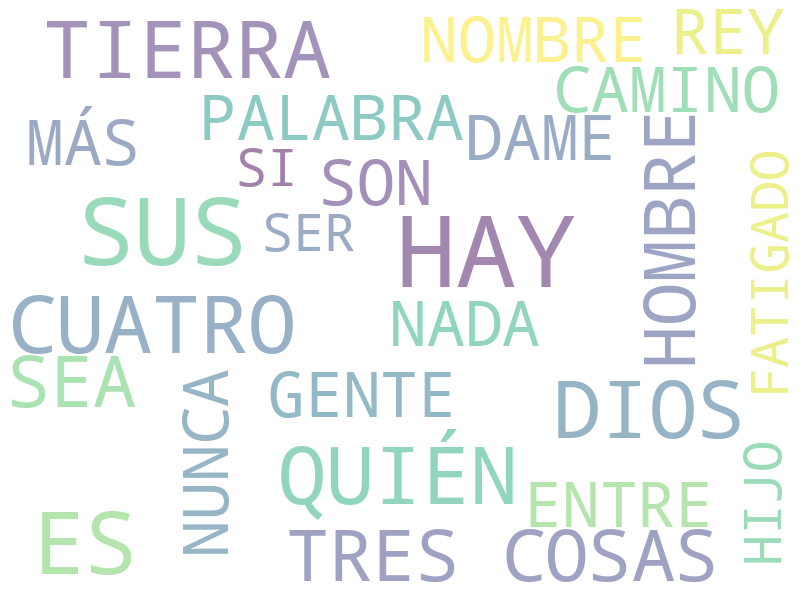 TIERRA
NOMBRE
REY
CAMINO
PALABRA
MÁS
DAME
SI
SON
HOMBRE
FATIGADO
SUS
SER
HAY
CUATRO
NADA
SEA
NUNCA
GENTE
DIOS
QUIÉN
HIJO
ENTRE
ES
TRES COSAS